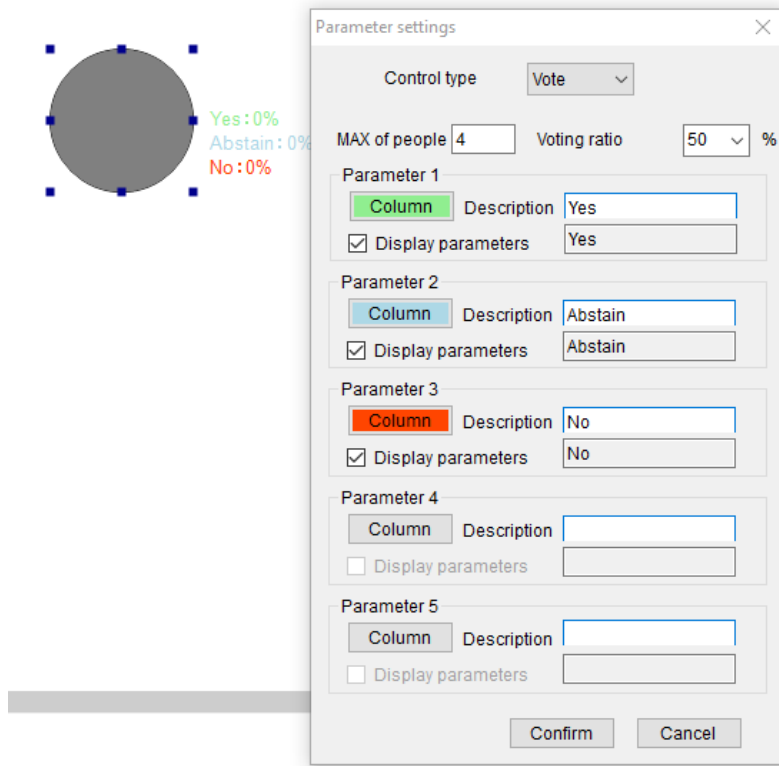 Yes:0%
Abstain:0%
No:0%
Parameter settings
Control type Vote
MAX of people 4 Voting ratio 50 %
Parameter 1
Column Description Yes
Display parameters Yes
Parameter 2
Column Description Abstain
Display parameters Abstain
Parameter 3
Column Description No
Display parameters No
Parameter 4
Column Description
Display parameters
Parameter 5
Column Description
Display parameters
Confirm Cancel